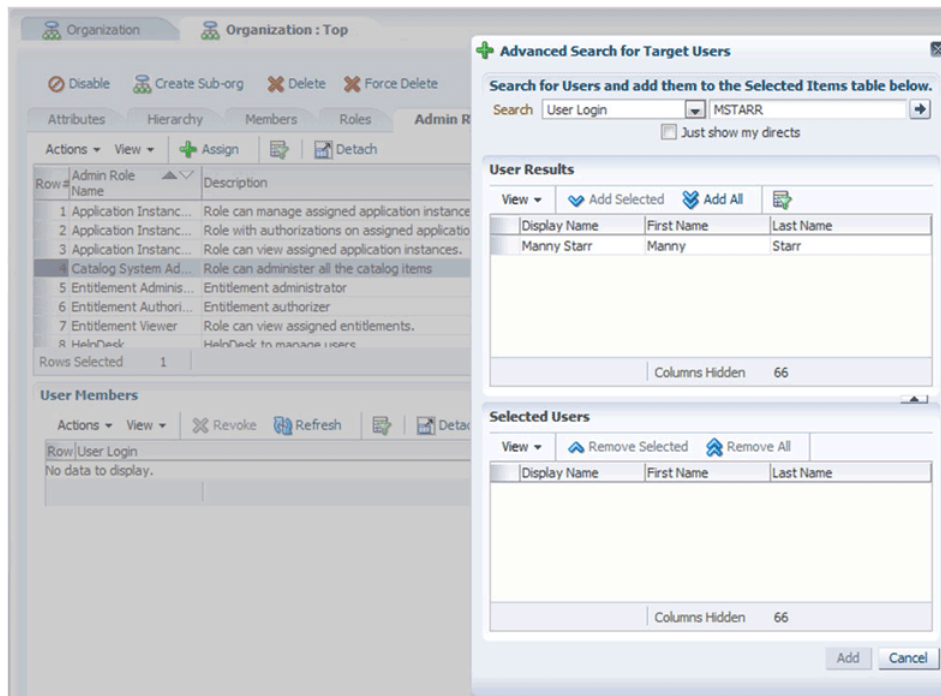 Organization
Organization : Top
Disable Create Sub-org Delete Force Delete
Attributes Hierarchy Members Roles Admin R
Actions View Assign Detach
Row# Admin Role Name Description
1 Application Instanc... Role can manage assigned application instance
2 Application Instanc... Role with authorizations on assigned applicatio
3 Application Instanc... Role can view assigned application instances.
4 Catalog System Ad... Role can administer all the catalog items
5 Entitlement Adminis... Entitlement administrator
6 Entitlement Authori... Entitlement authorizer
7 Entitlement Viewer Role can view assigned entitlements.
8 HelpDesk HelpDesk to manage users
Rows Selected 1
User Members
Actions View Revoke Refresh Detac
Row User Login
No data to display.
Advanced Search for Target Users
Search for Users and add them to the Selected Items table below.
Search User Login MSTARR
Just show my directs
User Results
View Add Selected Add All
Display Name First Name Last Name
Manny Starr Manny Starr
Columns Hidden 66
Selected Users
View Remove Selected Remove All
Display Name First Name Last Name
Columns Hidden 66
Add Cancel